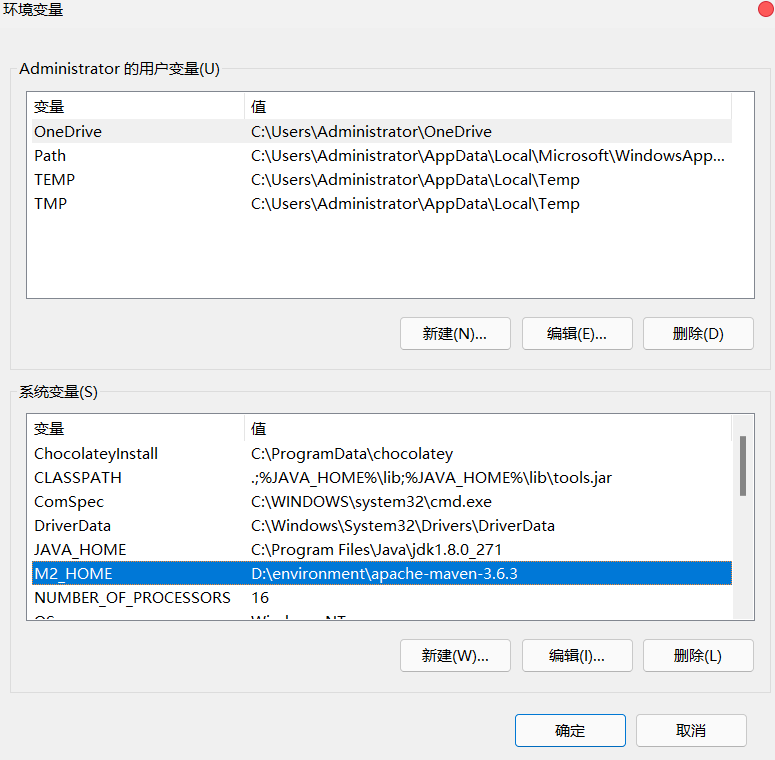 环境变量
Administrator 的用户变量(U)
变量 值
OneDrive C:\Users\Administrator\OneDrive
Path C:\Users\Administrator\AppData\Local\Microsoft\WindowsApp...
TEMP C:\Users\Administrator\AppData\Local\Temp
TMP C:\Users\Administrator\AppData\Local\Temp
新建(N)... 编辑(E)... 删除(D)
系统变量(S)
变量 值
ChocolateyInstall C:\ProgramData\chocolatey
CLASSPATH .;%JAVA_HOME%\lib;%JAVA_HOME%\lib\tools.jar
ComSpec C:\WINDOWS\system32\cmd.exe
DriverData C:\Windows\System32\Drivers\DriverData
JAVA_HOME C:\Program Files\Java\jdk1.8.0_271
M2_HOME D:\environment\apache-maven-3.6.3
NUMBER_OF_PROCESSORS 16
新建(W)... 编辑(I)... 删除(L)
确定 取消